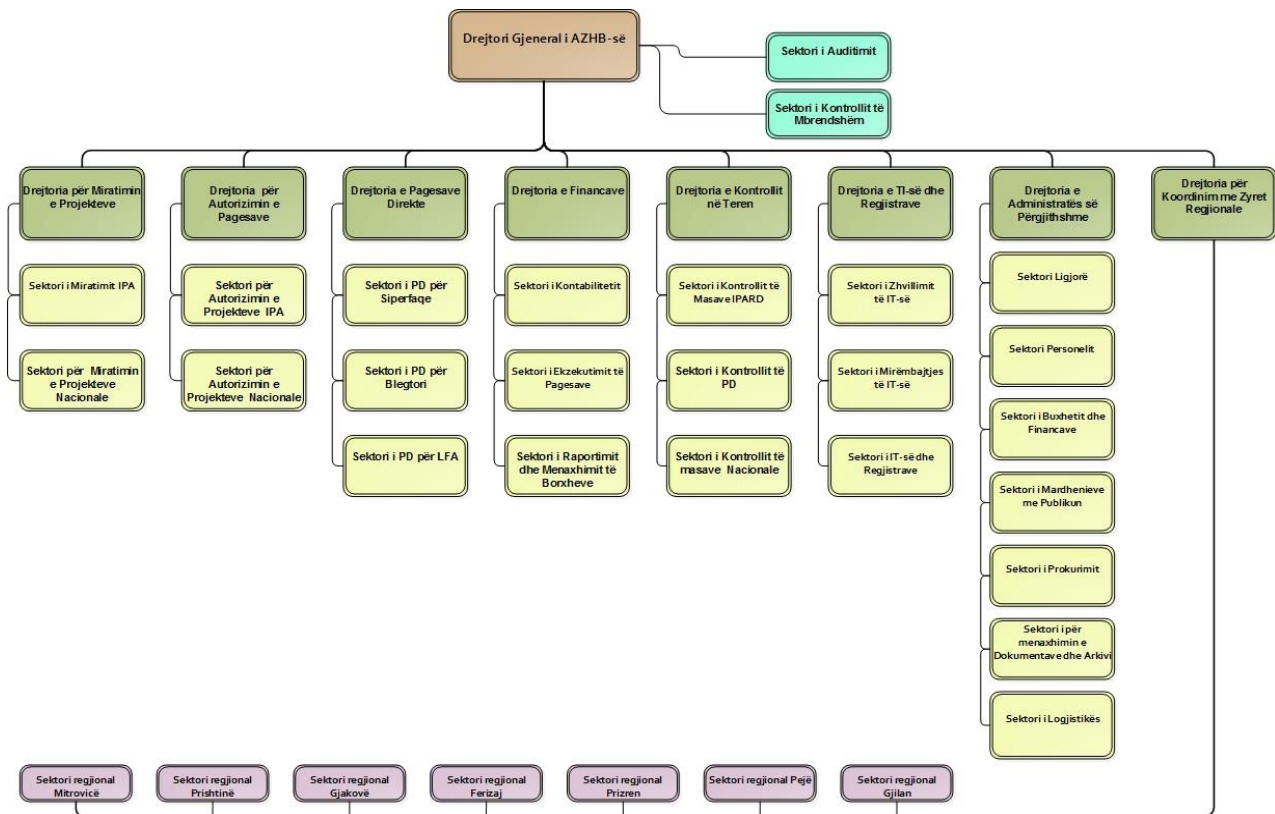 Drejtori Gjeneral i AZHB-së
Sektori i Auditimit
Sektori i Kontrollit të
Mbrendshëm
Drejtoria për Miratimin
e Projekteve
Drejtoria për
Autorizimin e
Pagesave
Drejtoria e Pagesave
Direkte
Drejtoria e Financave
Drejtoria e Kontrollit
në Teren
Drejtoria e TI-së dhe
Regjistrave
Drejtoria e
Administratës së
Përgjithshme
Drejtoria për
Koordinim me Zyret
Regjionale
Sektori i Miratimit IPA
Sektori për
Autorizimin e
Projekteve IPA
Sektori i PD për
Siperfaqe
Sektori i Kontabilitetit
Sektori i Kontrollit të
Masave IPARD
Sektori i Zhvillimit
të IT-së
Sektori Ligjorë
Sektori për Miratimin
e Projekteve
Nacionale
Sektori për
Autorizimin e
Projekteve Nacionale
Sektori i PD për
Blegtori
Sektori i Ekzekutimit të
Pagesave
Sektori i Kontrollit të
PD
Sektori i Mirëmbajtjes
të IT-së
Sektori Personelit
Sektori i PD për LFA
Sektori i Raportimit
dhe Menaxhimit të
Borxheve
Sektori i Kontrollit të
masave Nacionale
Sektori i IT-së dhe
Regjistrave
Sektori i Buxhetit dhe
Financave
Sektori i Mardhenieve
me Publikun
Sektori i Prokurimit
Sektori i për
menaxhimin e
Dokumentave dhe Arkivi
Sektori i Logjistikës
Sektori regjional
Mitrovicë
Sektori regjional
Prishtinë
Sektori regjional
Gjakovë
Sektori regjional
Ferizaj
Sektori regjional
Prizren
Sektori regjional Pejë
Sektori regjional
Gjilan